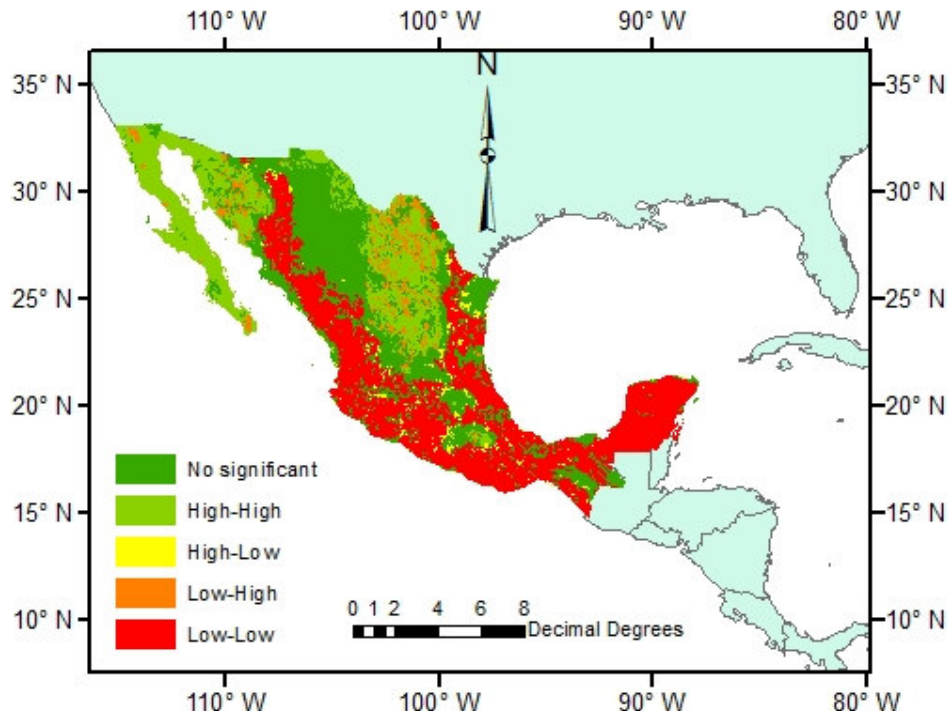 110° W 100° W 90° W 80° W
N
35° N 35° N
30° N 30° N
25° N 25° N
20° N 20° N
No significant
High-High
15° N 15° N
High-Low
Low-High
0 1 2 4 6 8
Decimal Degrees
10° N 10° N
Low-Low
110° W 100° W 90° W 80° W